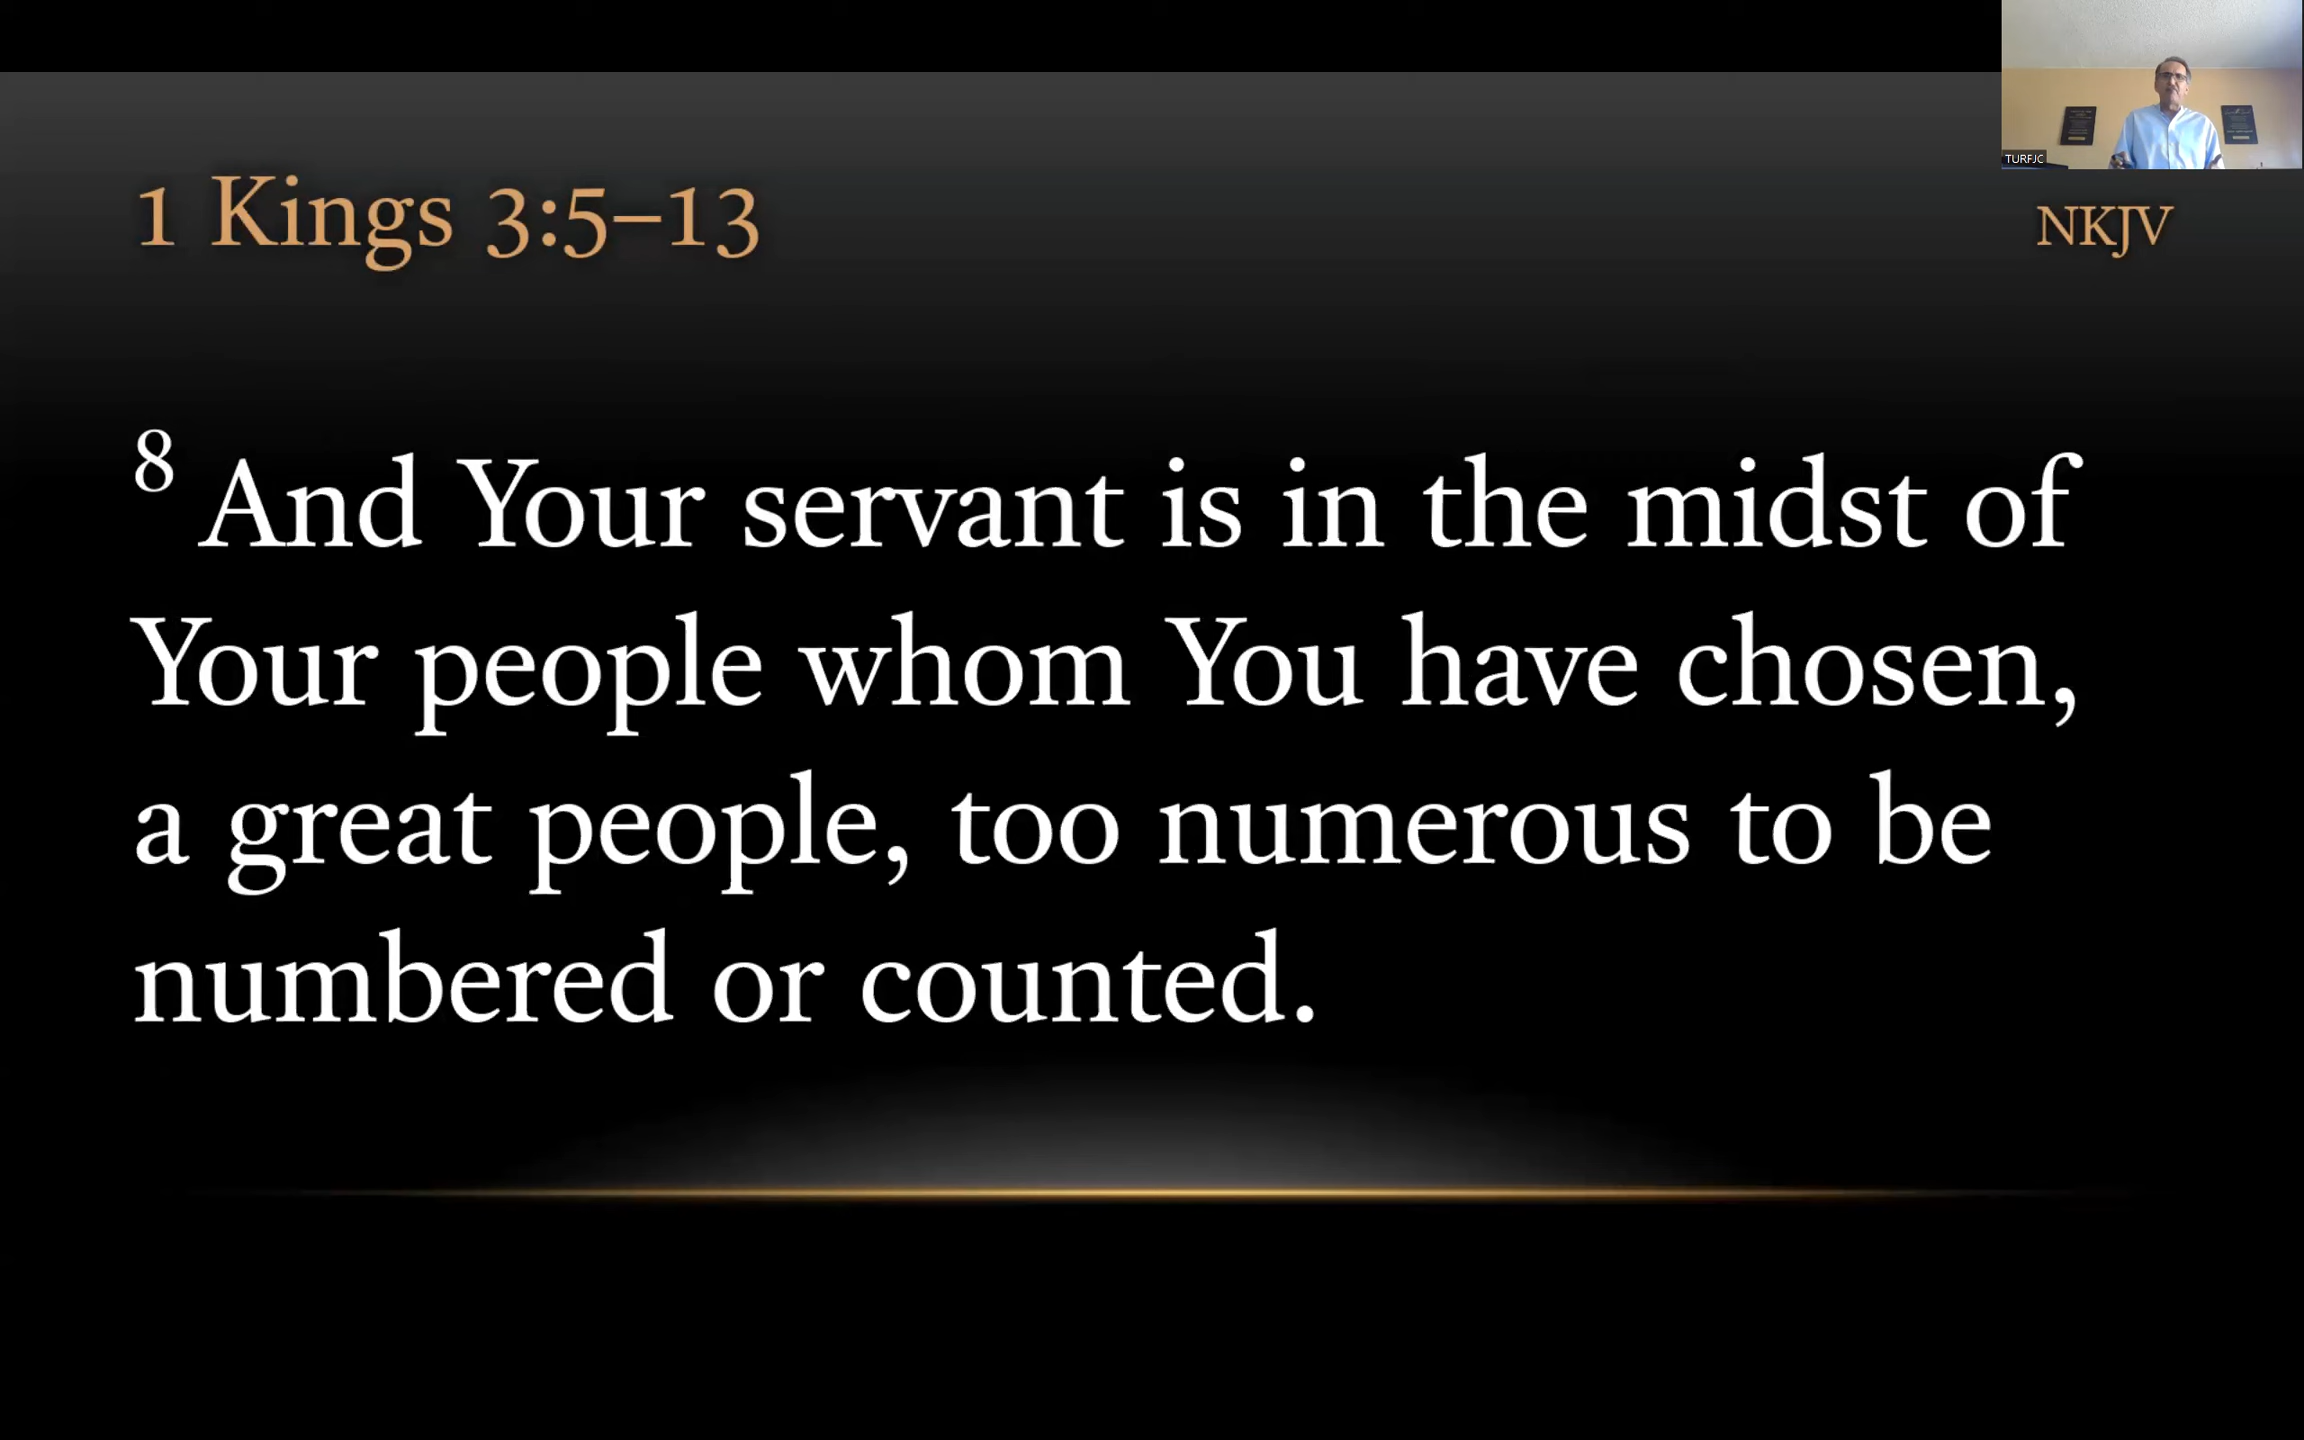 TURFJC
1 Kings 3:5–13
NKJV
8 And Your servant is in the midst of
Your people whom You have chosen,
a great people, too numerous to be
numbered or counted.